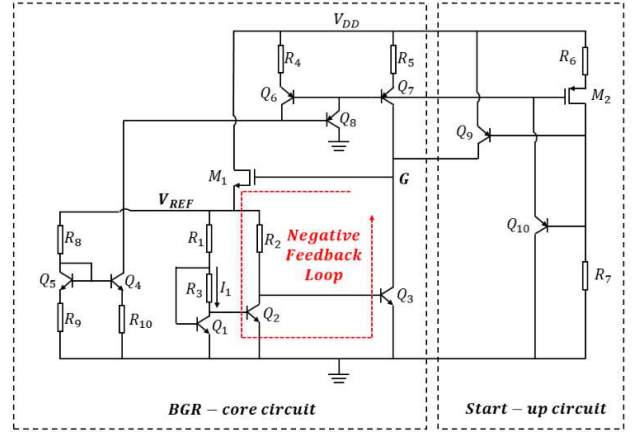 V_DD
R_4
R_5
R_6
Q_6
Q_7
M_2
Q_8
Q_9
M_1
G
V_REF
Q_10
R_8
R_1
R_2
Negative
Feedback
Loop
R_7
Q_5
Q_4
R_3
I_1
Q_3
R_9
R_10
Q_1
Q_2
BGR − core circuit
Start − up circuit